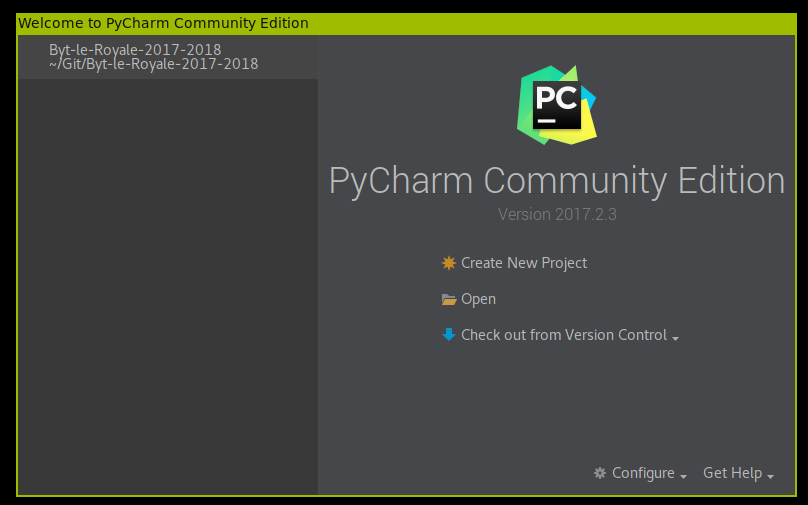 Welcome to PyCharm Community Edition
Byt-le-Royale-2017-2018
~/Git/Byt-le-Royale-2017-2018
PC
PyCharm Community Edition
Version 2017.2.3
Create New Project
Open
Check out from Version Control
Configure
Get Help